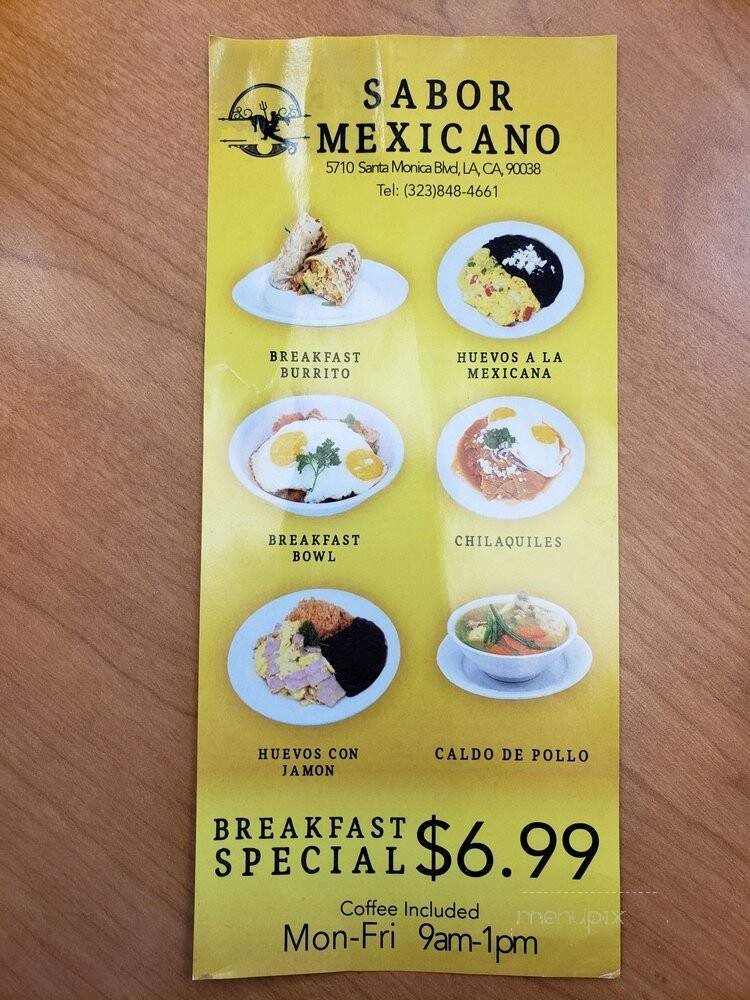 SABOR
MEXICANO
5710 Santa Monica Blvd, LA, CA, 90038
Tel: (323)848-4661
BREAKFAST
BURRITO
HUEVOS A LA
MEXICANA
BREAKFAST
BOWL
CHILAQUILES
HUEVOS CON
JAMON
CALDO DE POLLO
BREAKFAST
SPECIAL $6.99
Coffee Included
Mon-Fri 9am-1pm
menupix